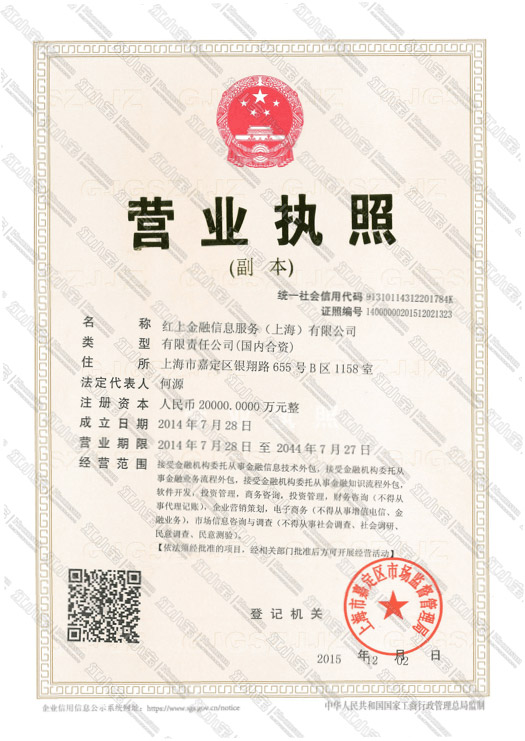 营业执照
(副 本)
统一社会信用代码 91310114312201784K
证照编号 14000000201512021323
名 称 红上金融信息服务（上海）有限公司
类 型 有限责任公司(国内合资)
住 所 上海市嘉定区银翔路 655 号 B 区 1158 室
法定代表人 何源
注 册 资 本 人民币 20000.0000 万元整
成 立 日 期 2014 年 7 月 28 日
营 业 期 限 2014 年 7 月 28 日 至 2044 年 7 月 27 日
经 营 范 围 接受金融机构委托从事金融信息技术外包，接受金融机构委托从
事金融业务流程外包，接受金融机构委托从事金融知识流程外包，
软件开发，投资管理，商务咨询，投资管理，财务咨询（不得从
事代理记账），企业营销策划，电子商务（不得从事增值电信、金
融业务），市场信息咨询与调查（不得从事社会调查、社会调研、
民意调查、民意测验）。
【依法须经批准的项目，经相关部门批准后方可开展经营活动】
登 记 机 关
上海市嘉定区市场监督管理局
2015 年 12 月 02 日
企业信用信息公示系统网址：https://www.sgs.gov.cn/notice
中华人民共和国国家工商行政管理总局监制